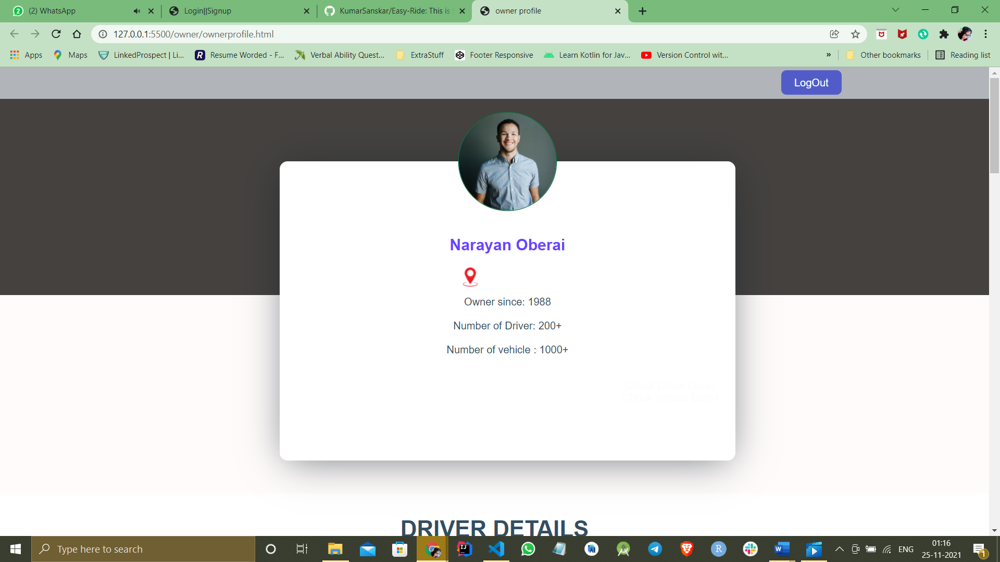 (2) WhatsApp
Login||Signup
KumarSanskar/Easy-Ride: This is
owner profile
127.0.0.1:5500/owner/ownerprofile.html
Apps
Maps
LinkedProspect | Li...
Resume Worded - F...
Verbal Ability Quest...
ExtraStuff
Footer Responsive
Learn Kotlin for Jav...
Version Control wit...
»
Other bookmarks
Reading list
LogOut
Narayan Oberai
Owner since: 1988
Number of Driver: 200+
Number of vehicle : 1000+
Check Driver Detail
Check Vehicle Detail
DRIVER DETAILS
Type here to search
ENG
01:16
25-11-2021
1